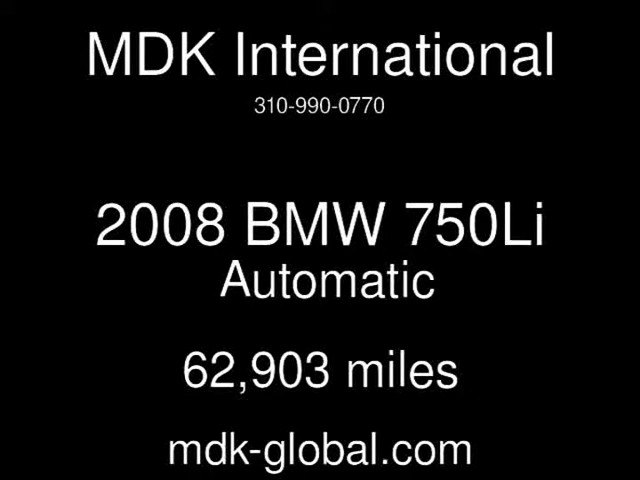 MDK International
310-990-0770
2008 BMW 750Li
Automatic
62,903 miles
mdk-global.com